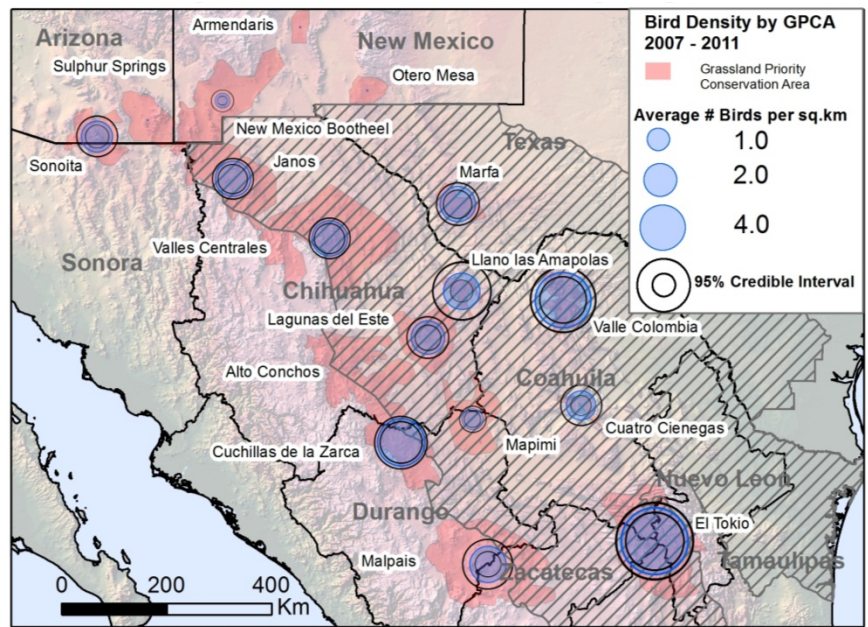 Arizona
Armendaris
New Mexico
Sulphur Springs
Otero Mesa
New Mexico Bootheel
Texas
Sonoita
Janos
Marfa
Valles Centrales
Llano las Amapolas
Sonora
Chihuahua
Lagunas del Este
Valle Colombia
Alto Conchos
Coahuila
Cuatro Cienegas
Mapimi
Cuchillas de la Zarca
Nuevo Leon
Durango
El Tokio
Malpais
Zacatecas
Tamaulipas
0 200 400
Km
Bird Density by GPCA
2007 - 2011
Grassland Priority
Conservation Area
Average # Birds per sq.km
1.0
2.0
4.0
95% Credible Interval